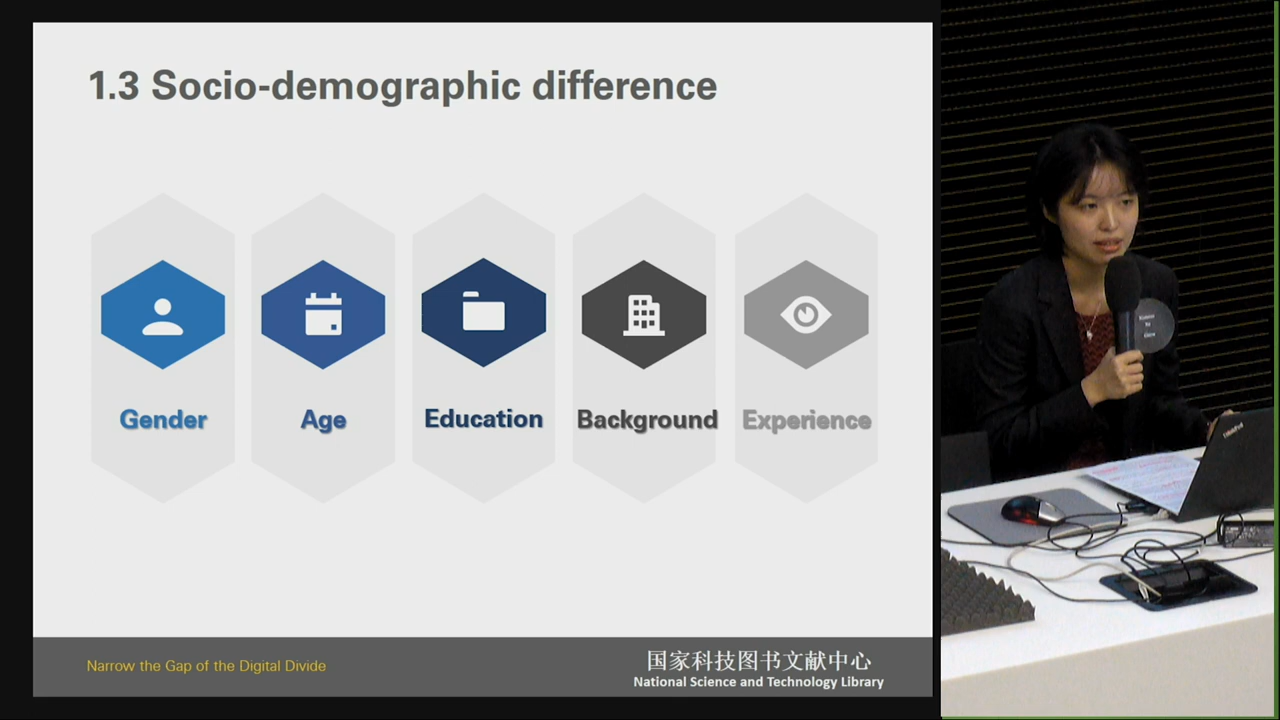 1.3 Socio-demographic difference
Gender
Age
Education
Background
Experience
Narrow the Gap of the Digital Divide
国家科技图书文献中心
National Science and Technology Library
ThinkPad